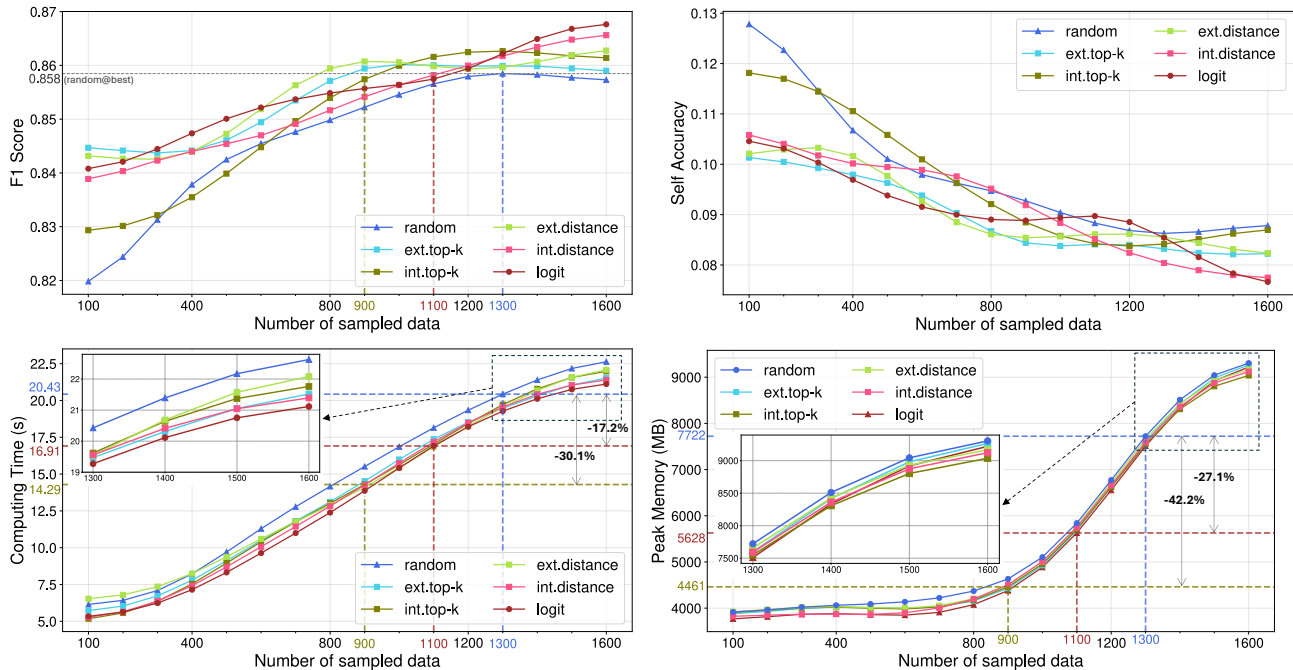 0.87
0.86
0.858 (random@best)
0.85
0.84
0.83
0.82
F1 Score
random
ext.top-k
int.top-k
ext.distance
int.distance
logit
100 400 800 900 1100 1200 1300 1600
Number of sampled data
0.13
0.12
0.11
0.10
0.09
0.08
Self Accuracy
random
ext.top-k
int.top-k
ext.distance
int.distance
logit
100 400 800 1200 1600
Number of sampled data
22.5
20.43
20.0
17.5
16.91
15.0
14.29
12.5
10.0
7.5
5.0
Computing Time (s)
22
21
20
19
1300 1400 1500 1600
-17.2%
-30.1%
random
ext.top-k
int.top-k
ext.distance
int.distance
logit
100 400 800 900 1100 1200 1300 1600
Number of sampled data
9000
8000
7722
7000
6000
5628
5000
4461
4000
Peak Memory (MB)
random
ext.top-k
int.top-k
ext.distance
int.distance
logit
9000
8500
8000
7500
1300 1400 1500 1600
-27.1%
-42.2%
100 400 800 900 1100 1200 1300 1600
Number of sampled data